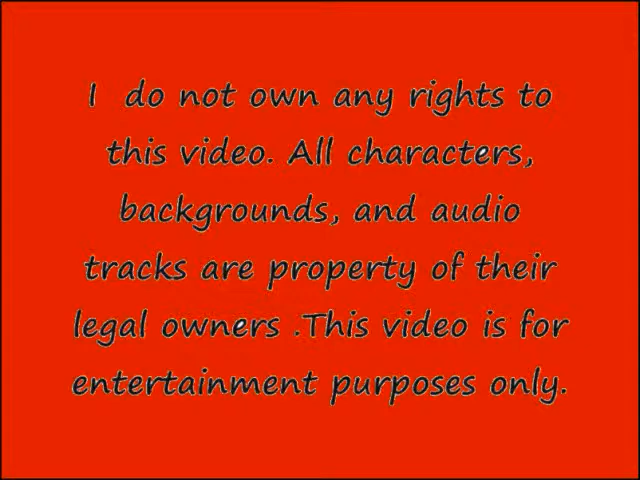 I  do not own any rights to
this video. All characters,
backgrounds, and audio
tracks are property of their
legal owners .This video is for
entertainment purposes only.